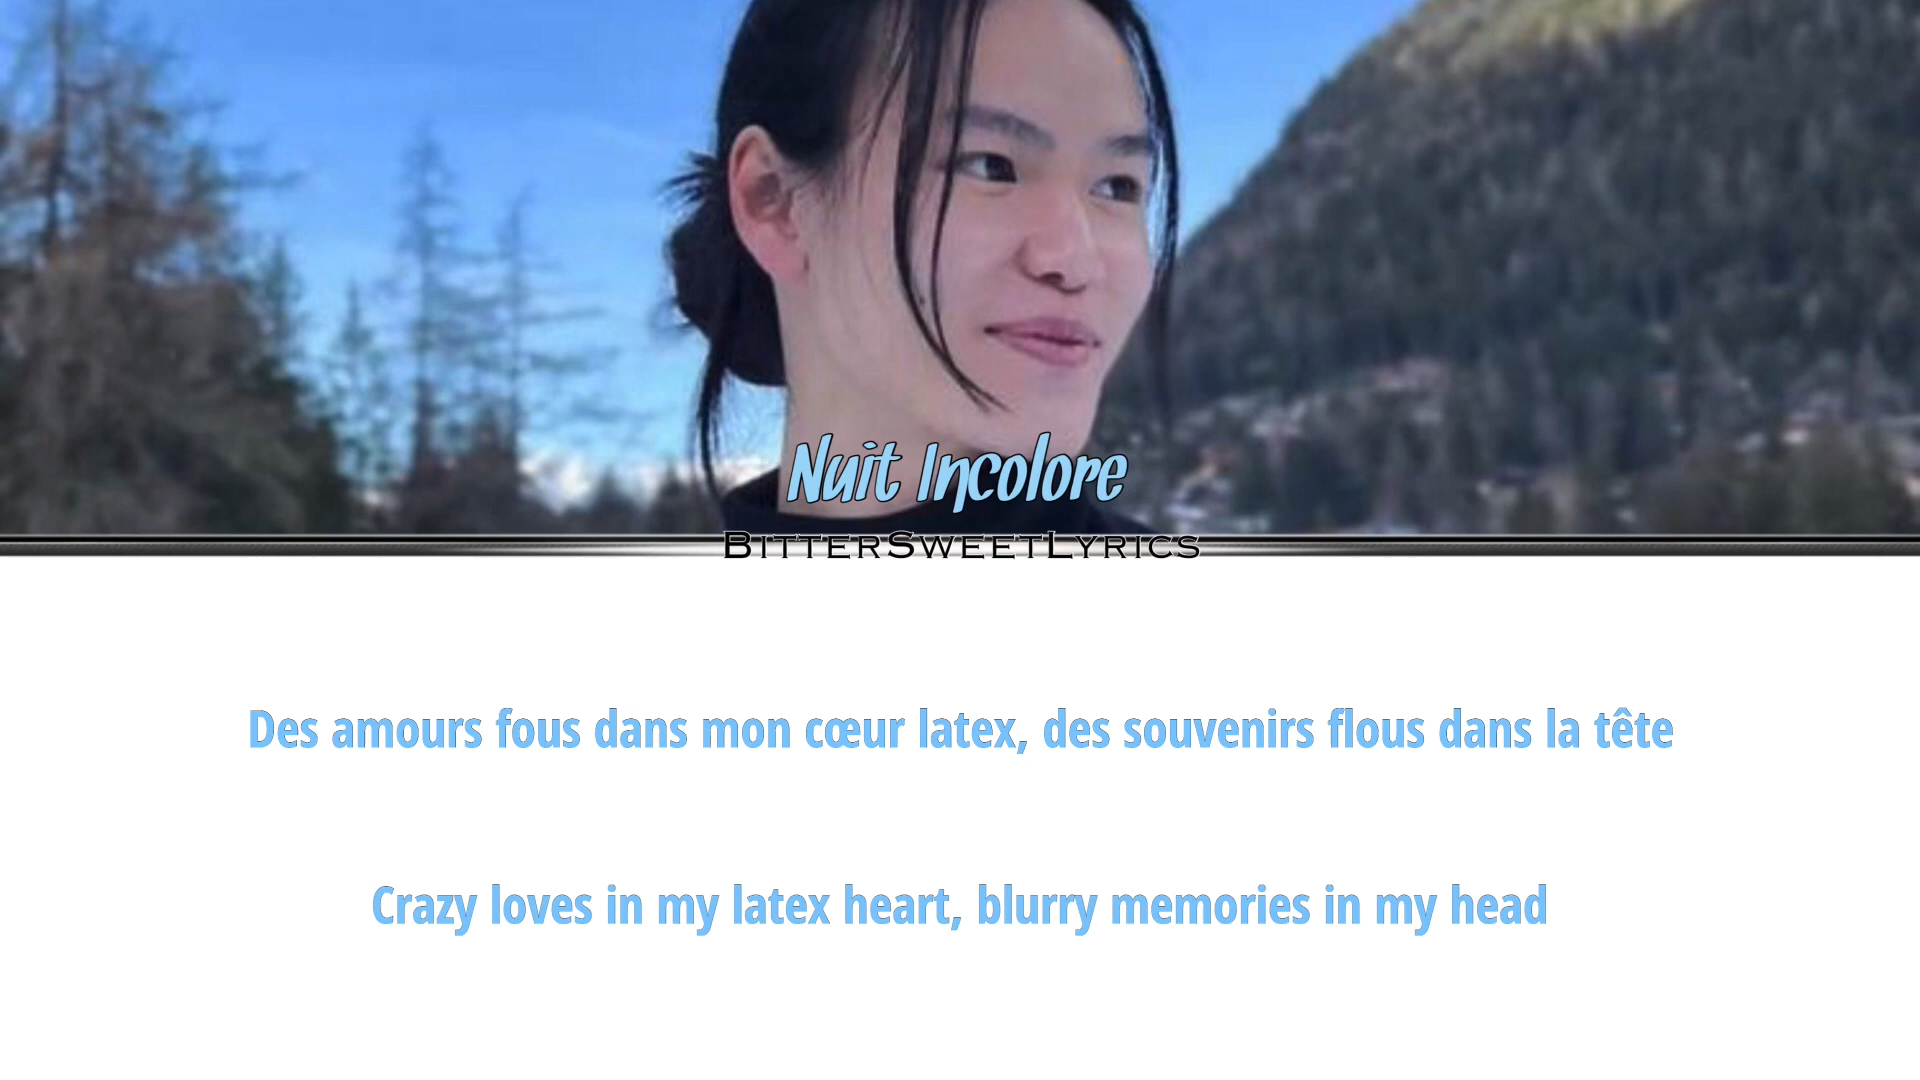 Nuit Incolore
BitterSweetLyrics
Des amours fous dans mon cœur latex, des souvenirs flous dans la tête
Crazy loves in my latex heart, blurry memories in my head